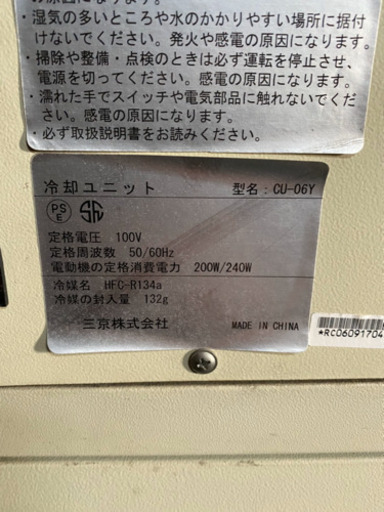 ・湿気の多いところや水のかかりやすい場所に据付
けないでください。発火や感電の原因になります。
・掃除や整備・点検のときは必ず運転を停止させ、
電源を切ってください。感電の原因になります。
・濡れた手でスイッチや電気部品に触れないでくだ
さい。感電の原因になります。
・必ず取扱説明書をお読みください。
冷却ユニット 型名:CU-06Y
PS
E
定格電圧 100V
定格周波数 50/60Hz
電動機の定格消費電力 200W/240W
冷媒名 HFC-R134a
冷媒の封入量 132g
三京株式会社 MADE IN CHINA
*RC06091704